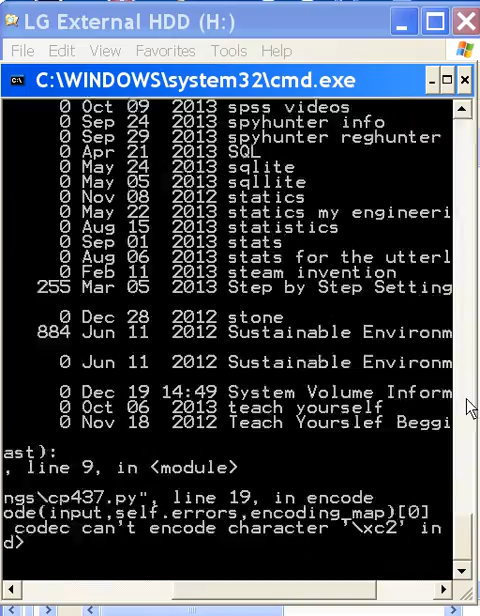 LG External HDD (H:)
File Edit View Favorites Tools Help
C:\WINDOWS\system32\cmd.exe
0 Oct 09 2013 spss videos
0 Sep 24 2013 spyhunter info
0 Sep 29 2013 spyhunter reghunter
0 Apr 21 2013 SQL
0 May 24 2013 sqlite
0 May 05 2013 sqllite
0 Nov 08 2012 statics
0 May 22 2013 statics my engineeri
0 Aug 15 2013 statistics
0 Sep 01 2013 stats
0 Aug 06 2013 stats for the utterl
0 Feb 11 2013 steam invention
255 Mar 05 2013 Step by Step Setting
0 Dec 28 2012 stone
884 Jun 11 2012 Sustainable Environm
0 Jun 11 2012 Sustainable Environm
0 Dec 19 14:49 System Volume Inform
0 Oct 06 2013 teach yourself
0 Nov 18 2012 Teach Yourslef Beggi
ast):
, line 9, in <module>
ngs\cp437.py", line 19, in encode
ode(input,self.errors,encoding_map)[0]
codec can't encode character '\xc2' in
d>